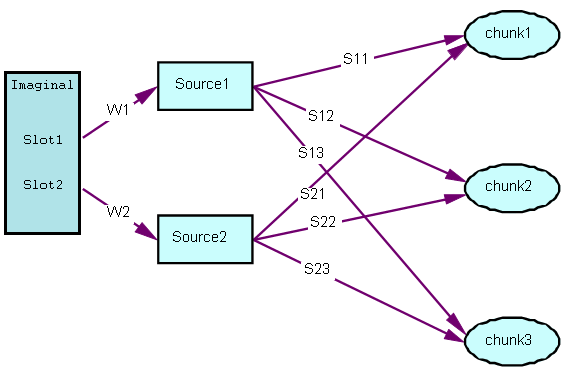 Imaginal
Slot1
Slot2
W1
W2
Source1
Source2
S11
S12
S13
S21
S22
S23
chunk1
chunk2
chunk3